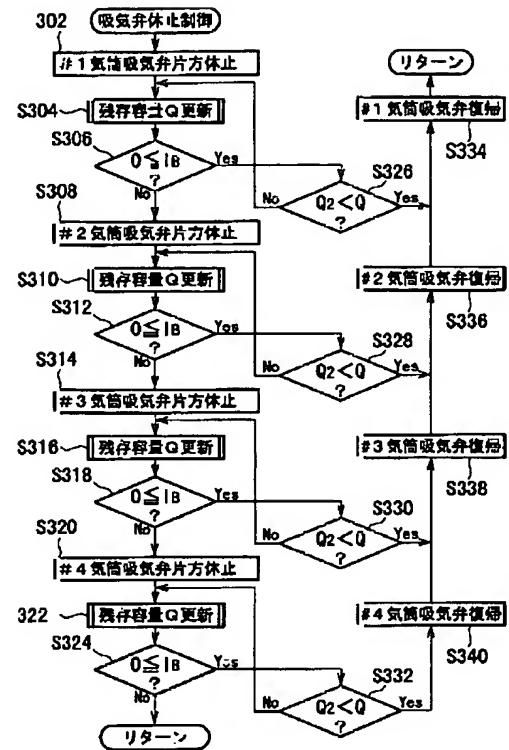 吸気弁休止制御
302
#1気筒吸気弁片方休止
リターン
S304
残存容量Q更新
#1気筒吸気弁復帰
S334
S306
0≦IB
?
Yes
No
S326
Q2<Q
?
No
Yes
S308
#2気筒吸気弁片方休止
S310
残存容量Q更新
#2気筒吸気弁復帰
S336
S312
0≦IB
?
Yes
No
S328
Q2<Q
?
No
Yes
S314
#3気筒吸気弁片方休止
S316
残存容量Q更新
#3気筒吸気弁復帰
S338
S318
0≦IB
?
Yes
No
S330
Q2<Q
?
No
Yes
S320
#4気筒吸気弁片方休止
322
残存容量Q更新
#4気筒吸気弁復帰
S340
S324
0≦IB
?
Yes
No
S332
Q2<Q
?
No
Yes
リターン